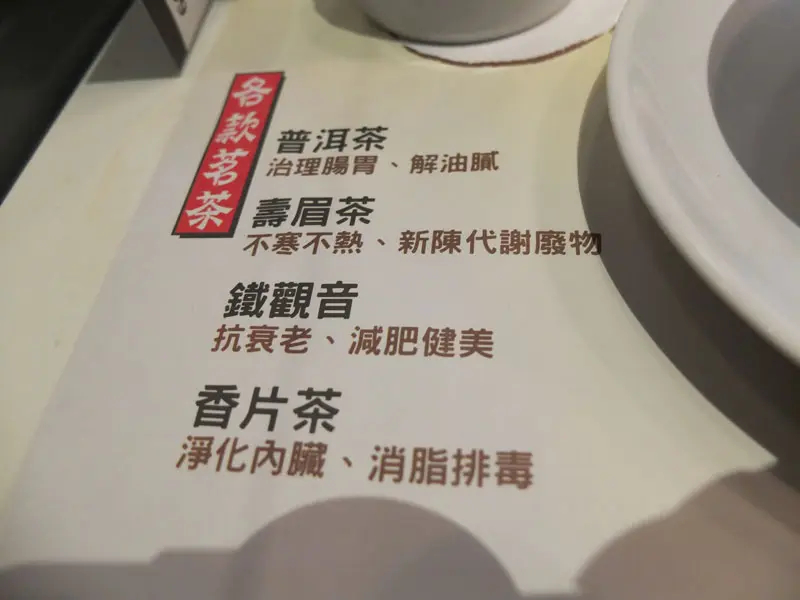 各款茗茶
普洱茶
治理腸胃、解油膩
壽眉茶
不寒不熱、新陳代謝廢物
鐵觀音
抗衰老、減肥健美
香片茶
淨化內臟、消脂排毒